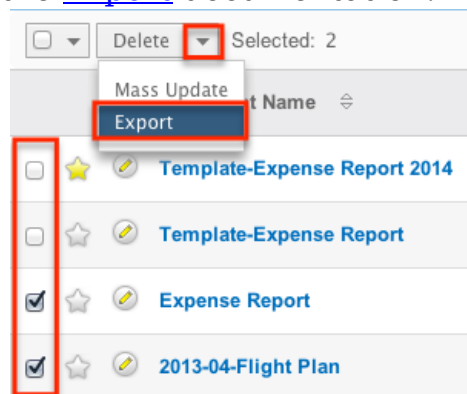 Delete Selected: 2
Mass Update
t Name
Export
Template-Expense Report 2014
Template-Expense Report
Expense Report
2013-04-Flight Plan